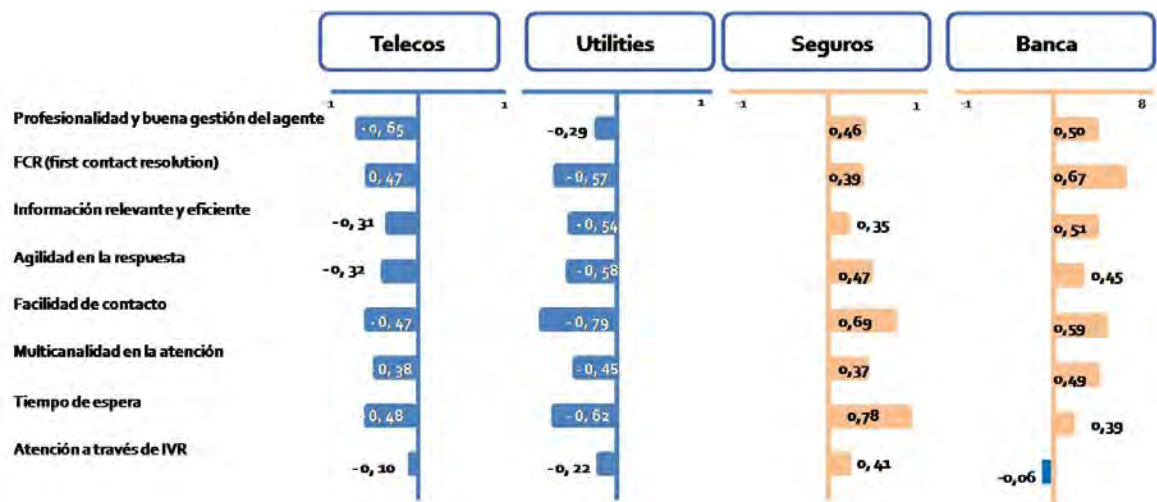 Telecos Utilities Seguros Banca
-1 1 1 -1 1 -1 8
Profesionalidad y buena gestión del agente -0, 65 -0,29 0,46 0,50
FCR (first contact resolution) 0, 47 -0, 57 0,39 0,67
Información relevante y eficiente -0, 31 -0, 54 0, 35 0,51
Agilidad en la respuesta -0, 32 -0, 58 0,47 0,45
Facilidad de contacto -0, 47 -0, 79 0,69 0,59
Multicanalidad en la atención -0, 38 -0, 45 0,37 0,49
Tiempo de espera 0, 48 -0, 62 0,78 0,39
Atención a través de IVR -0, 10 -0, 22 0, 41 -0,06